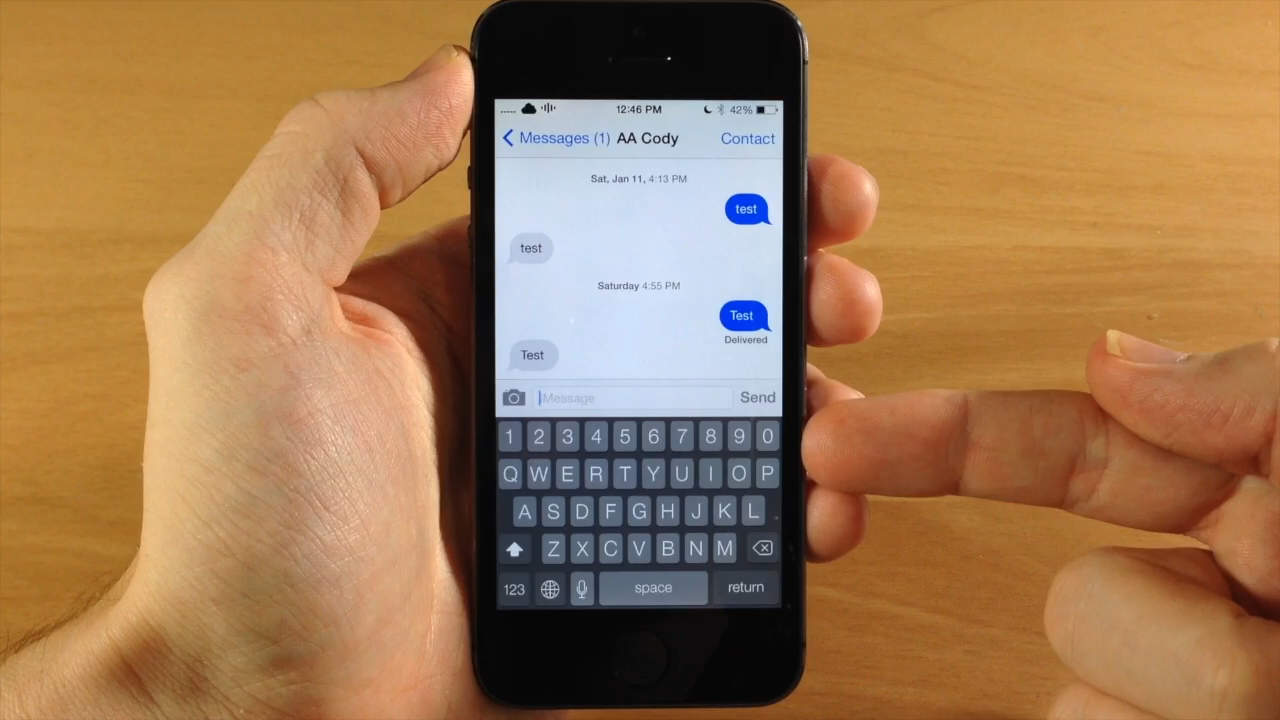 12:46 PM 42%
Messages (1) AA Cody Contact
Sat, Jan 11, 4:13 PM
test
test
Saturday 4:55 PM
Test
Delivered
Test
iMessage Send
1 2 3 4 5 6 7 8 9 0
Q W E R T Y U I O P
A S D F G H J K L
Z X C V B N M
123 space return